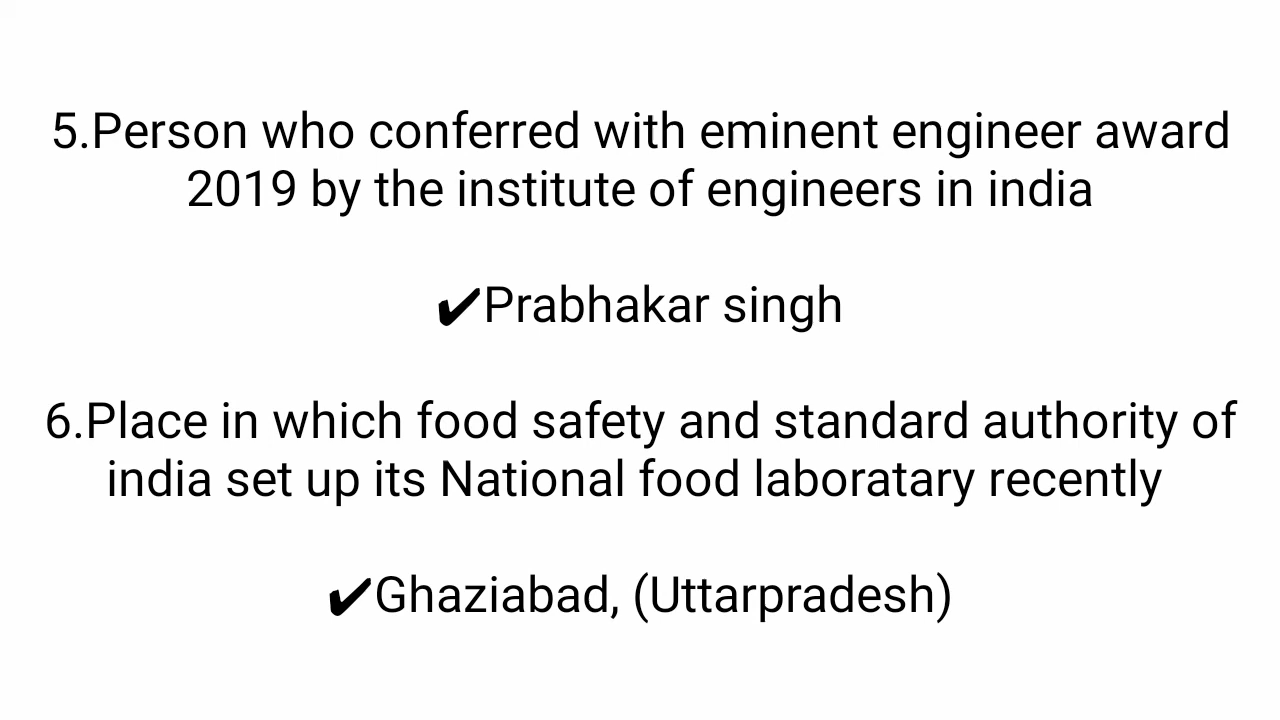 5.Person who conferred with eminent engineer award
2019 by the institute of engineers in india
✔Prabhakar singh
6.Place in which food safety and standard authority of
india set up its National food laboratary recently
✔Ghaziabad, (Uttarpradesh)